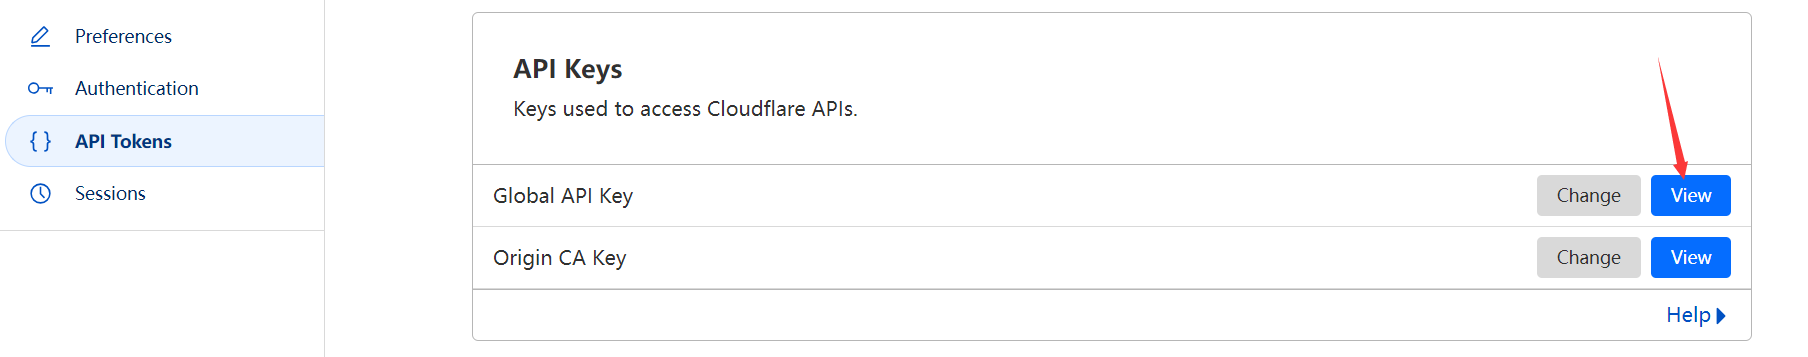 Preferences
Authentication
{ } API Tokens
Sessions
API Keys
Keys used to access Cloudflare APIs.
Global API Key
Change
View
Origin CA Key
Change
View
Help